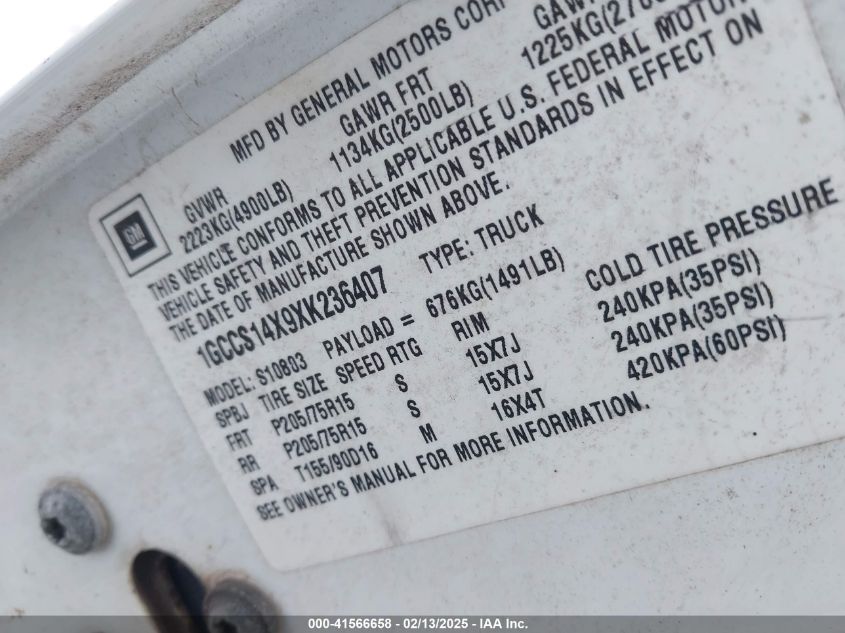 MFD BY GENERAL MOTORS CORP
GVWR GAWR FRT GAWR
2223KG(4900LB) 1134KG(2500LB) 1225KG(2700
THIS VEHICLE CONFORMS TO ALL APPLICABLE U.S. FEDERAL MOTOR
VEHICLE SAFETY AND THEFT PREVENTION STANDARDS IN EFFECT ON
THE DATE OF MANUFACTURE SHOWN ABOVE.
1GCCS14X9XK236407 TYPE: TRUCK
MODEL: S10803 PAYLOAD = 676KG(1491LB)
SPBJ TIRE SIZE SPEED RTG RIM COLD TIRE PRESSURE
FRT P205/75R15 S 15X7J 240KPA(35PSI)
RR P205/75R15 S 15X7J 240KPA(35PSI)
SPA T155/90D16 M 16X4T 420KPA(60PSI)
SEE OWNER'S MANUAL FOR MORE INFORMATION.
GM
000-41566658 - 02/13/2025 - IAA Inc.